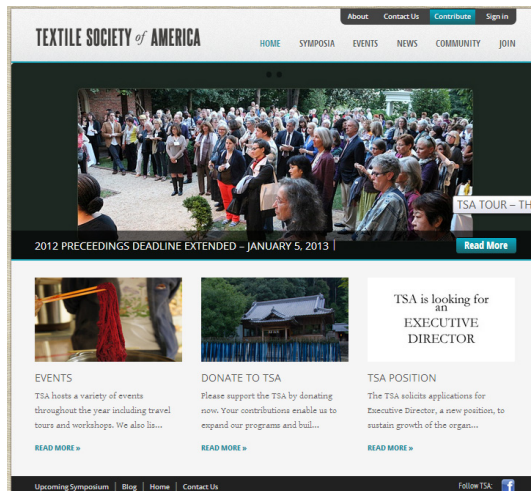 About Contact Us Contribute Sign in
TEXTILE SOCIETY of AMERICA
HOME SYMPOSIA EVENTS NEWS COMMUNITY JOIN
TSA TOUR – TH
2012 PRECEEDINGS DEADLINE EXTENDED – JANUARY 5, 2013
Read More
TSA is looking for
an
EXECUTIVE
DIRECTOR
EVENTS
TSA hosts a variety of events
throughout the year including travel
tours and workshops. We also lis...
READ MORE »
DONATE TO TSA
Please support the TSA by donating
now. Your contributions enable us to
expand our programs and buil...
READ MORE »
TSA POSITION
The TSA solicits applications for
Executive Director, a new position, to
sustain growth of the organ...
READ MORE »
Upcoming Symposium | Blog | Home | Contact Us
Follow TSA: f